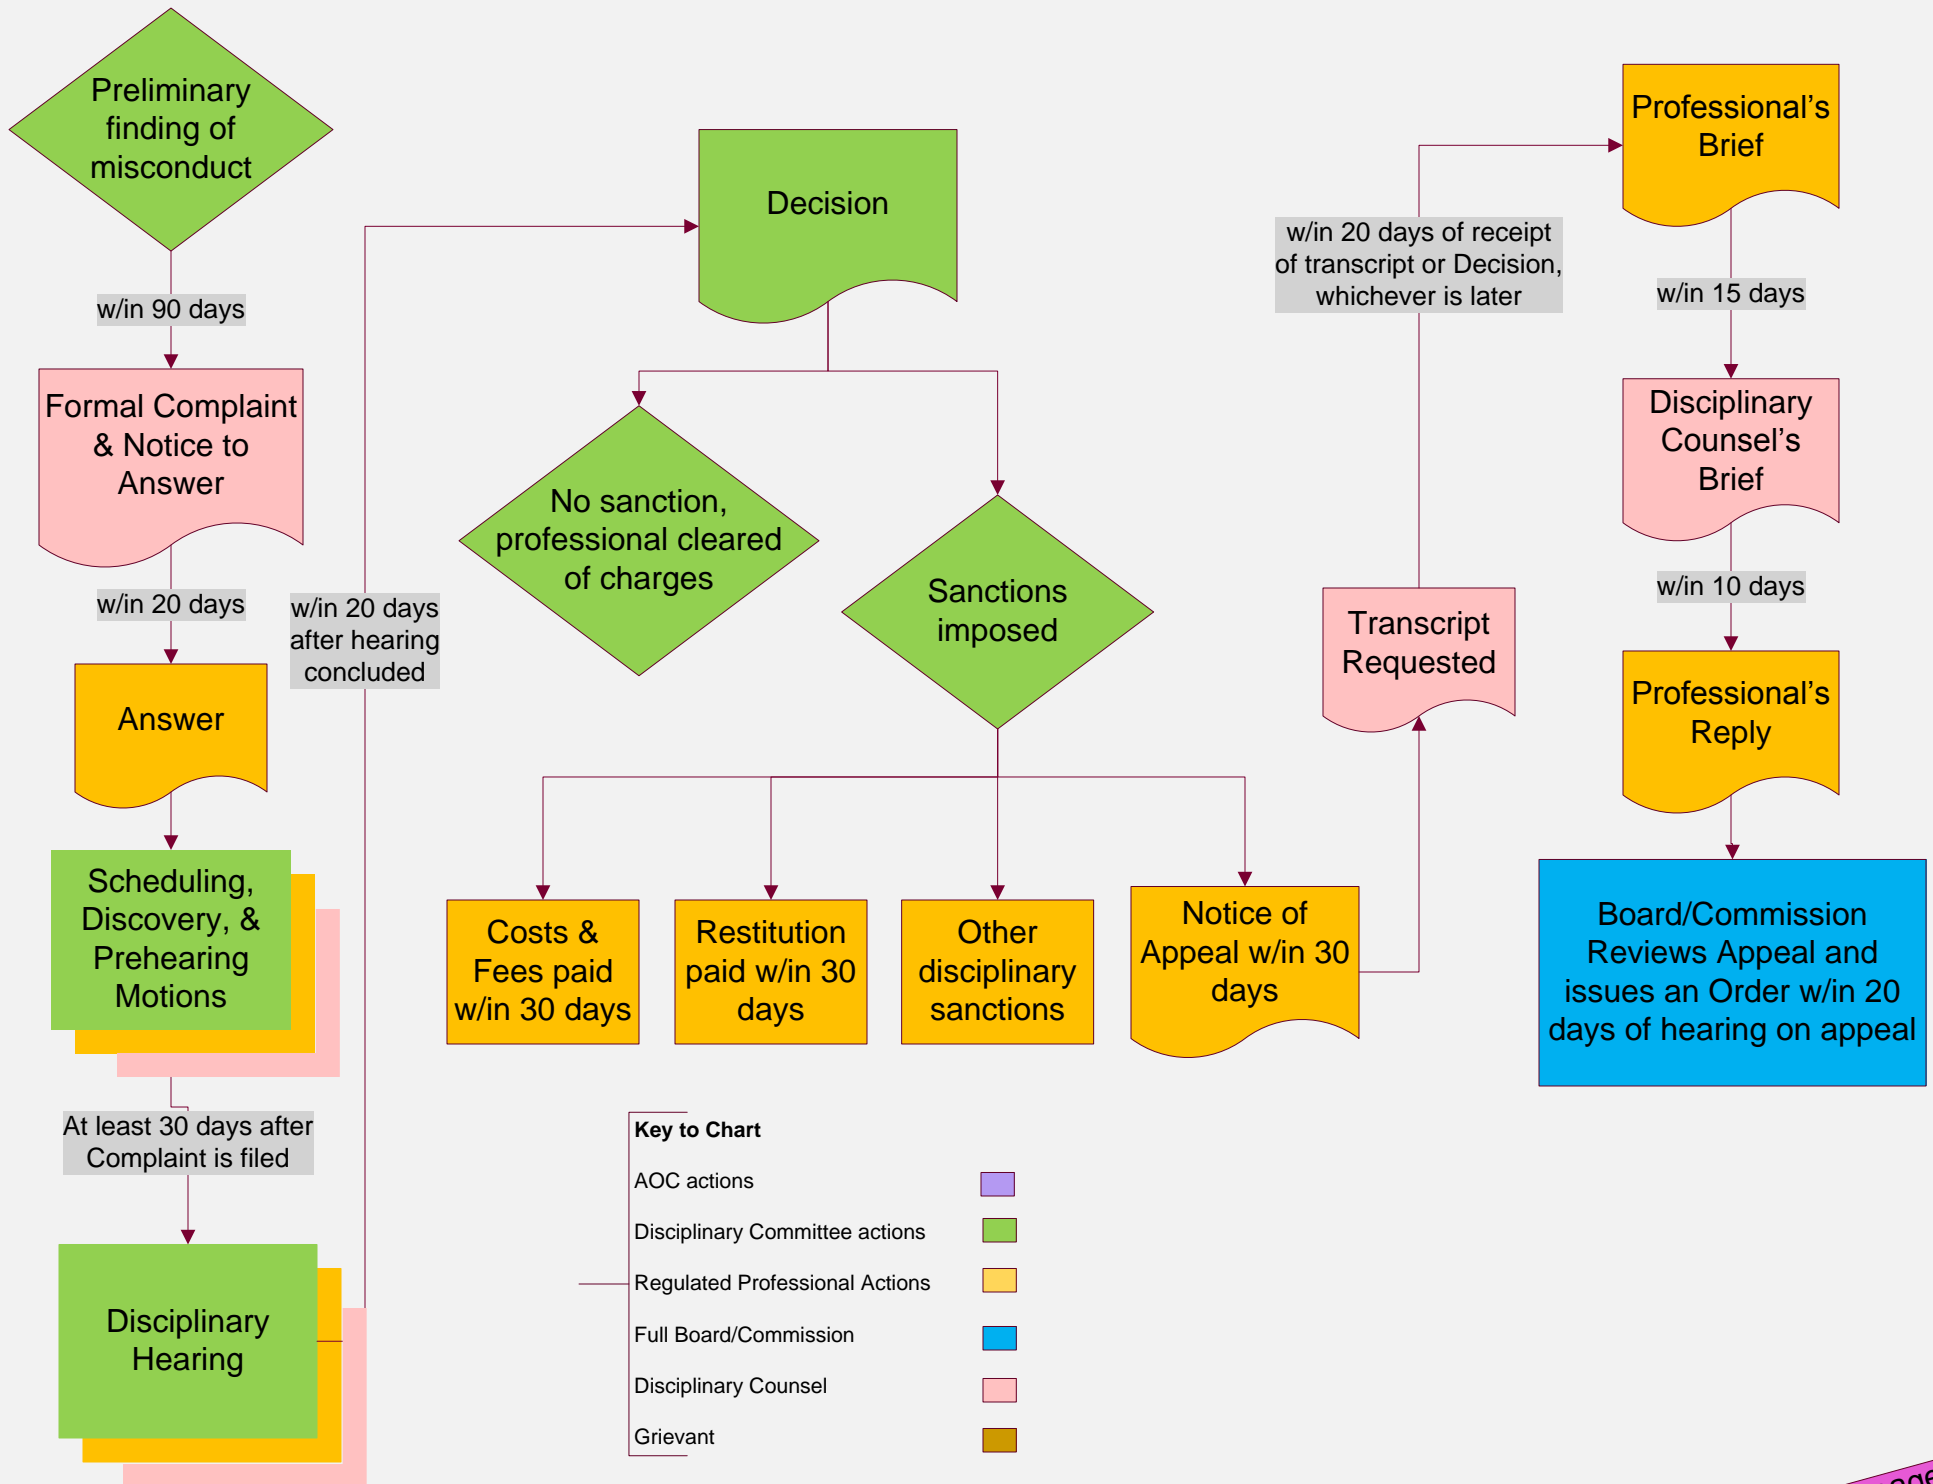 Preliminary
finding of
misconduct
w/in 90 days
Formal Complaint
& Notice to
Answer
w/in 20 days
Answer
Scheduling,
Discovery, &
Prehearing
Motions
At least 30 days after
Complaint is filed
Disciplinary
Hearing
w/in 20 days
after hearing
concluded
Decision
No sanction,
professional cleared
of charges
Sanctions
imposed
Costs &
Fees paid
w/in 30 days
Restitution
paid w/in 30
days
Other
disciplinary
sanctions
Notice of
Appeal w/in 30
days
Transcript
Requested
w/in 20 days of receipt
of transcript or Decision,
whichever is later
Professional’s
Brief
w/in 15 days
Disciplinary
Counsel’s
Brief
w/in 10 days
Professional’s
Reply
Board/Commission
Reviews Appeal and
issues an Order w/in 20
days of hearing on appeal
Key to Chart
AOC actions
Disciplinary Committee actions
Regulated Professional Actions
Full Board/Commission
Disciplinary Counsel
Grievant